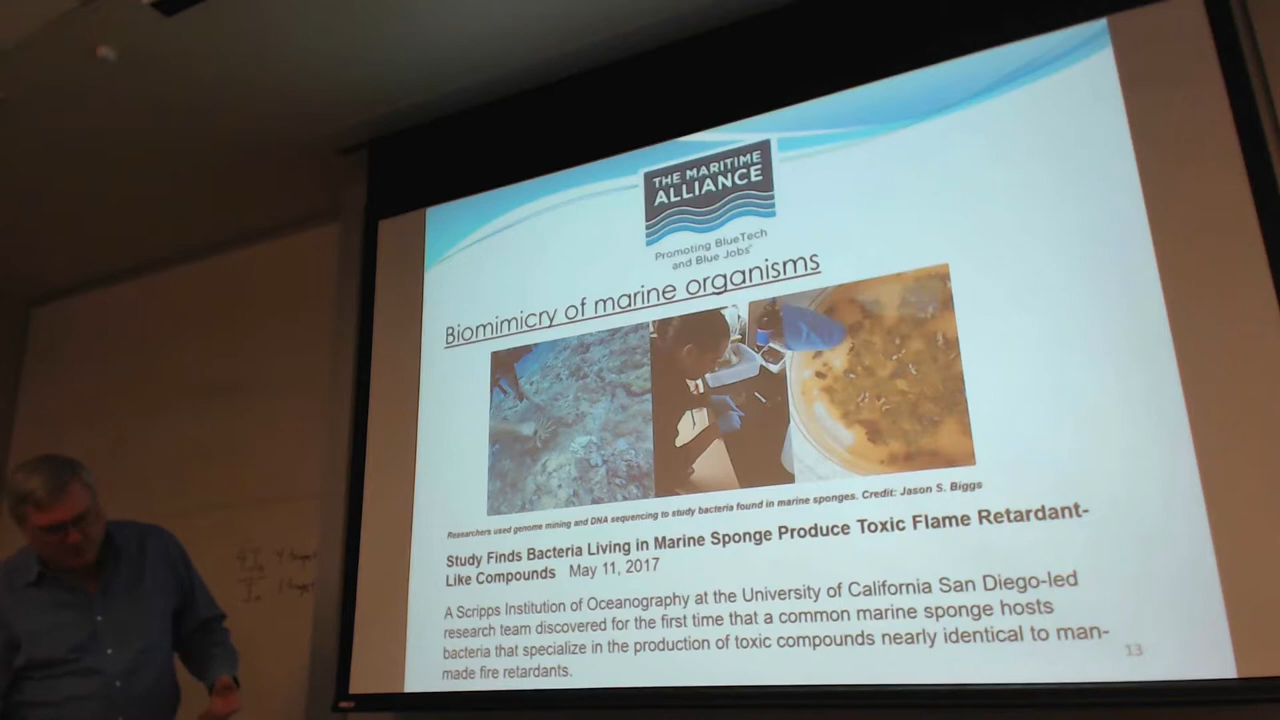 THE MARITIME
ALLIANCE
Promoting BlueTech
and Blue Jobs
Biomimicry of marine organisms
Researchers used genome mining and DNA sequencing to study bacteria found in marine sponges. Credit: Jason S. Biggs
Study Finds Bacteria Living in Marine Sponge Produce Toxic Flame Retardant-
Like Compounds May 11, 2017
A Scripps Institution of Oceanography at the University of California San Diego-led
research team discovered for the first time that a common marine sponge hosts
bacteria that specialize in the production of toxic compounds nearly identical to man-
made fire retardants.
13